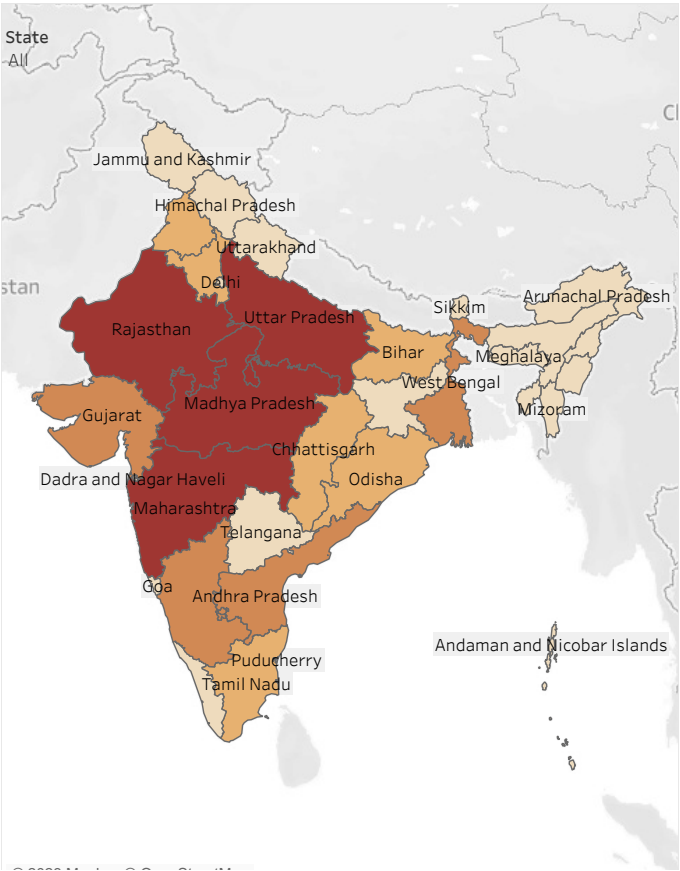 State
All
Jammu and Kashmir
Himachal Pradesh
Uttarakhand
Delhi
Rajasthan
Uttar Pradesh
Sikkim
Arunachal Pradesh
Bihar
Meghalaya
West Bengal
Gujarat
Madhya Pradesh
Mizoram
Chhattisgarh
Dadra and Nagar Haveli
Odisha
Maharashtra
Telangana
Goa
Andhra Pradesh
Andaman and Nicobar Islands
Puducherry
Tamil Nadu